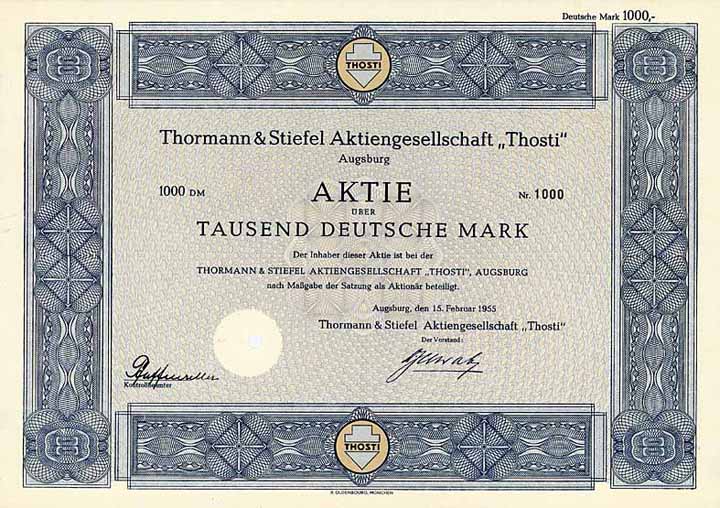 Deutsche Mark 1000,-
THOSTI
Thormann & Stiefel Aktiengesellschaft „Thosti"
Augsburg
1000 DM AKTIE Nr. 1000
ÜBER
TAUSEND DEUTSCHE MARK
Der Inhaber dieser Aktie ist bei der
THORMANN & STIEFEL AKTIENGESELLSCHAFT „THOSTI", AUGSBURG
nach Maßgabe der Satzung als Aktionär beteiligt.
Augsburg, den 15. Februar 1955
Thormann & Stiefel Aktiengesellschaft „Thosti"
Der Vorstand:
Kontrollbeamter
THOSTI
R. OLDENBOURG, MÜNCHEN